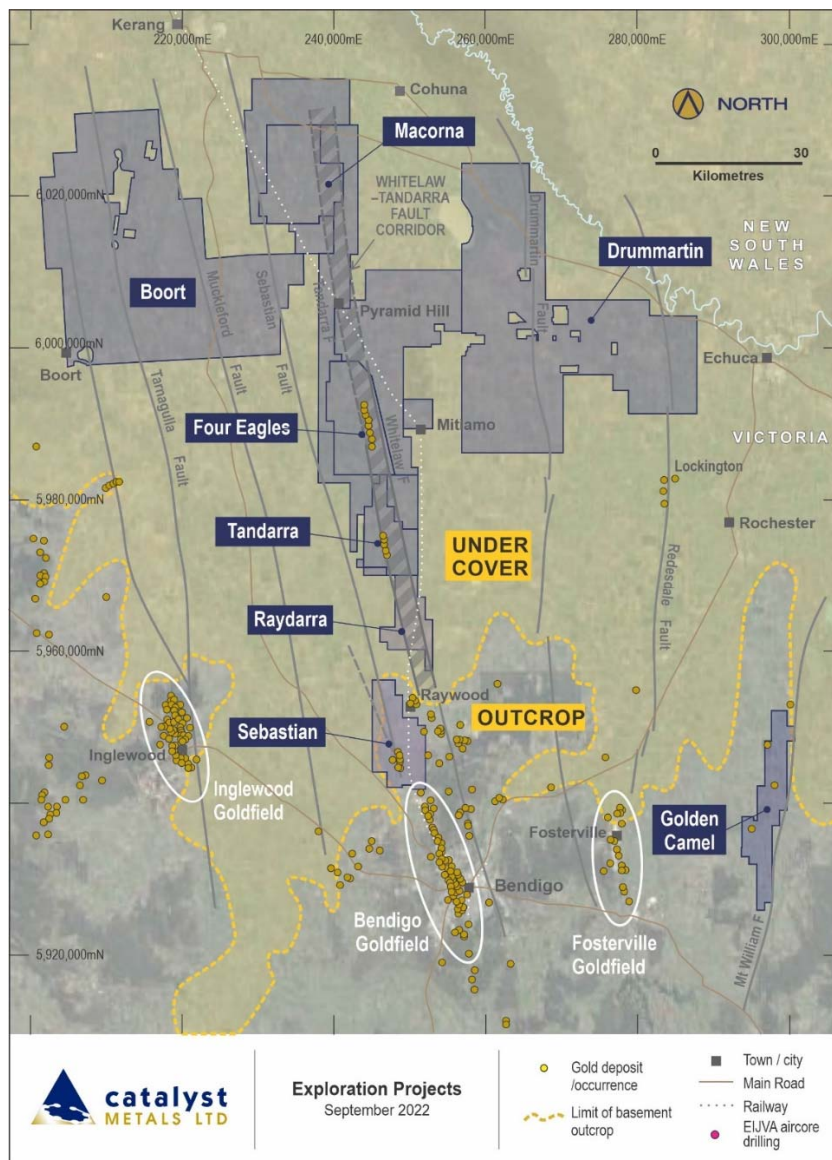 Kerang
220,000mE
240,000mE
260,000mE
280,000mE
300,000mE
Cohuna
NORTH
Macorna
0
30
Kilometres
6,020,000mN
WHITELAW
–TANDARRA
FAULT
CORRIDOR
Drummartin
Fault
NEW
SOUTH
WALES
Drummartin
Boort
Muckleford
Fault
Sebastian
Fault
Tandarra F
Pyramid Hill
6,000,000mN
Echuca
Boort
Tarnagulla
Fault
Mitiamo
Four Eagles
Whitelaw F
VICTORIA
Lockington
5,980,000mN
Rochester
Tandarra
UNDER
COVER
Redesdale
Fault
Raydarra
5,960,000mN
Raywood
OUTCROP
Sebastian
Inglewood
Inglewood
Goldfield
Fosterville
Golden
Camel
Bendigo
Bendigo
Goldfield
Fosterville
Goldfield
Mt William F
5,920,000mN
catalyst
METALS LTD
Exploration Projects
September 2022
Gold deposit
/occurrence
Limit of basement
outcrop
Town / city
Main Road
Railway
EIJVA aircore
drilling